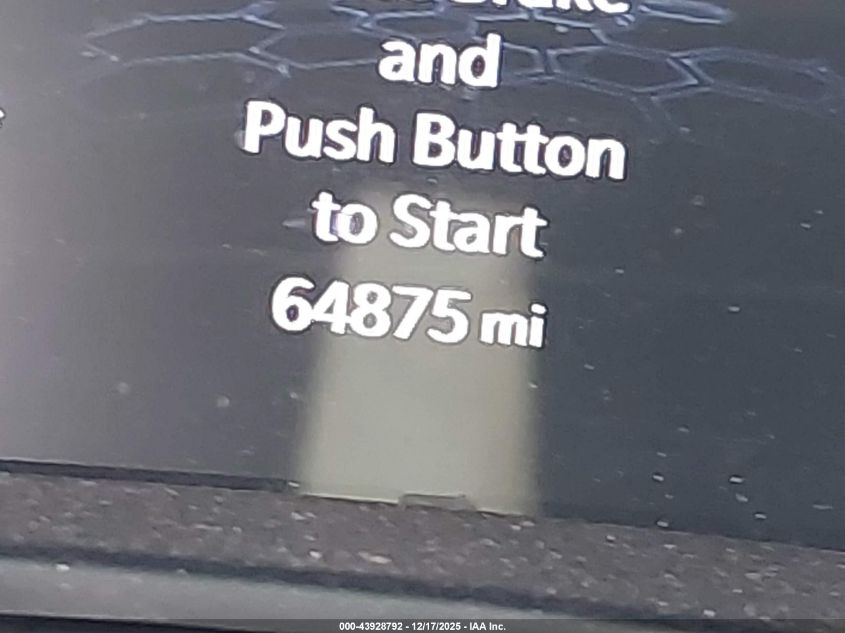 and
Push Button
to Start
64875 mi
000-43928792 - 12/17/2025 - IAA Inc.